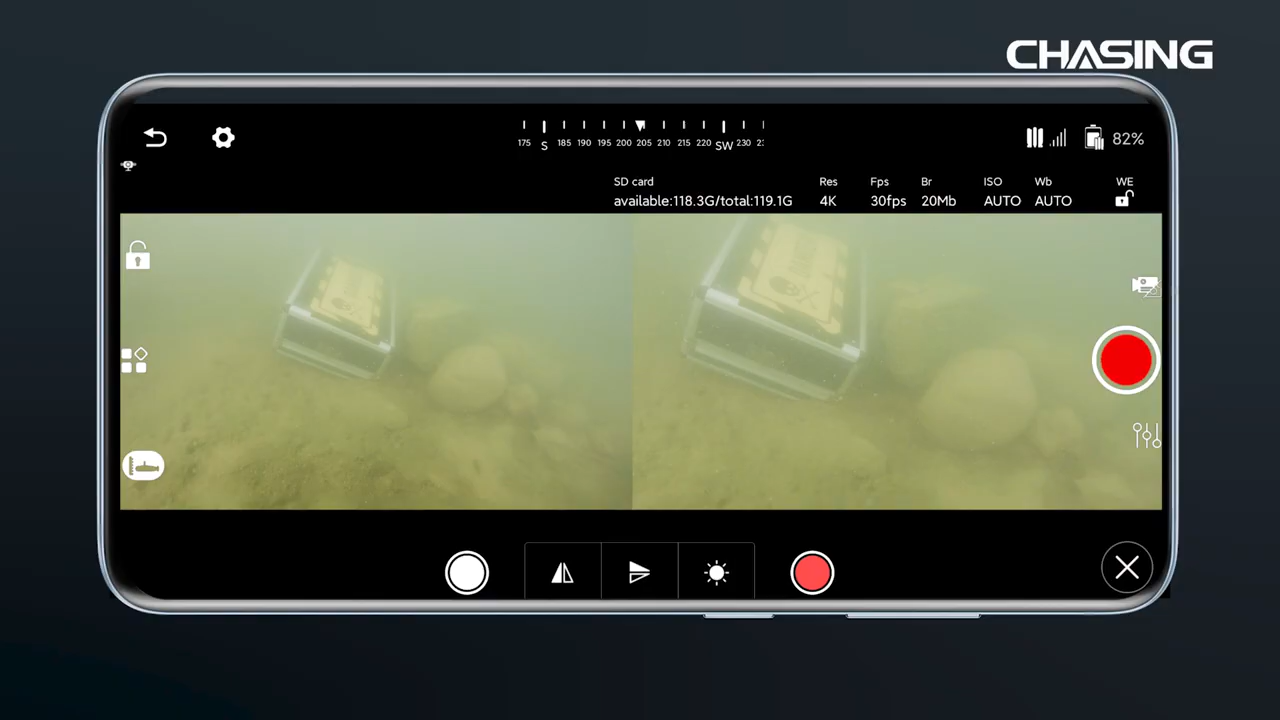 CHASING
175 S 185 190 195 200 205 210 215 220 SW 230
82%
SD card Res Fps Br ISO Wb WE
available:118.3G/total:119.1G 4K 30fps 20Mb AUTO AUTO